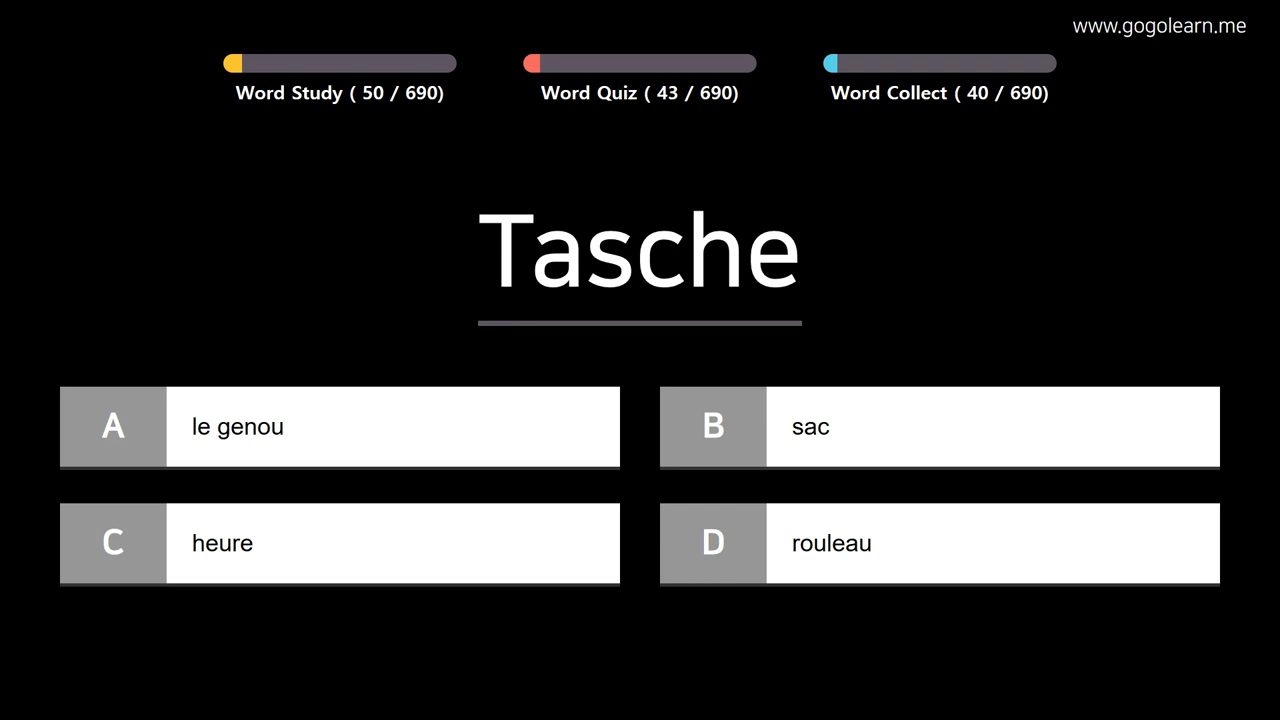 www.gogolearn.me
Word Study ( 50 / 690)
Word Quiz ( 43 / 690)
Word Collect ( 40 / 690)
Tasche
A
le genou
B
sac
C
heure
D
rouleau